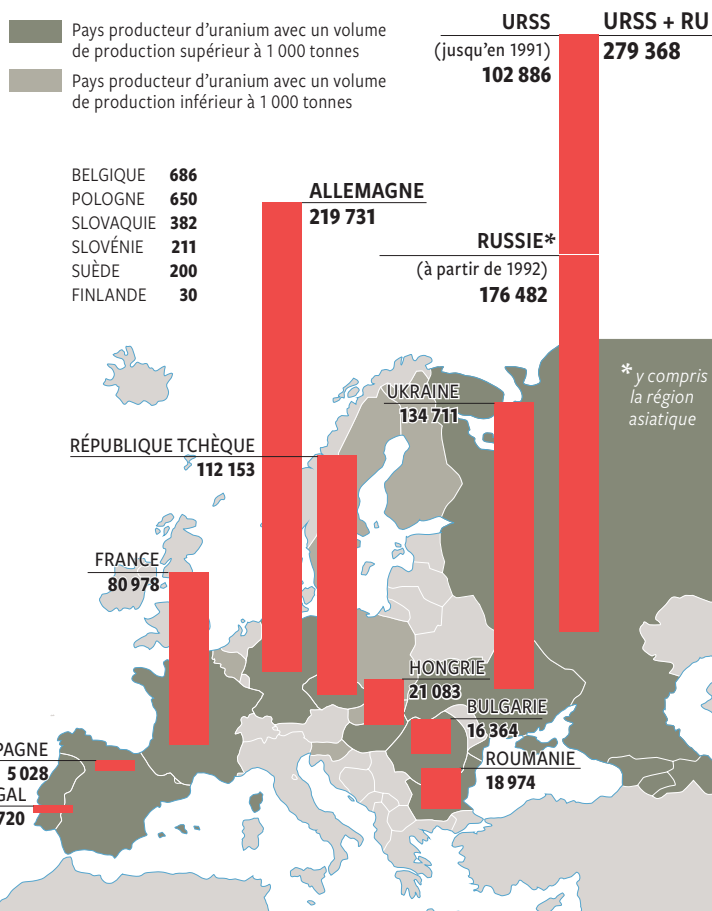 Pays producteur d'uranium avec un volume
de production supérieur à 1 000 tonnes
Pays producteur d'uranium avec un volume
de production inférieur à 1 000 tonnes
BELGIQUE 686
POLOGNE 650
SLOVAQUIE 382
SLOVÉNIE 211
SUÈDE 200
FINLANDE 30
URSS
(jusqu'en 1991)
102 886
URSS + RU
279 368
ALLEMAGNE
219 731
RUSSIE*
(à partir de 1992)
176 482
* y compris
la région
asiatique
UKRAINE
134 711
RÉPUBLIQUE TCHÈQUE
112 153
FRANCE
80 978
HONGRIE
21 083
BULGARIE
16 364
ROUMANIE
18 974
PAGNE
5 028
GAL
720